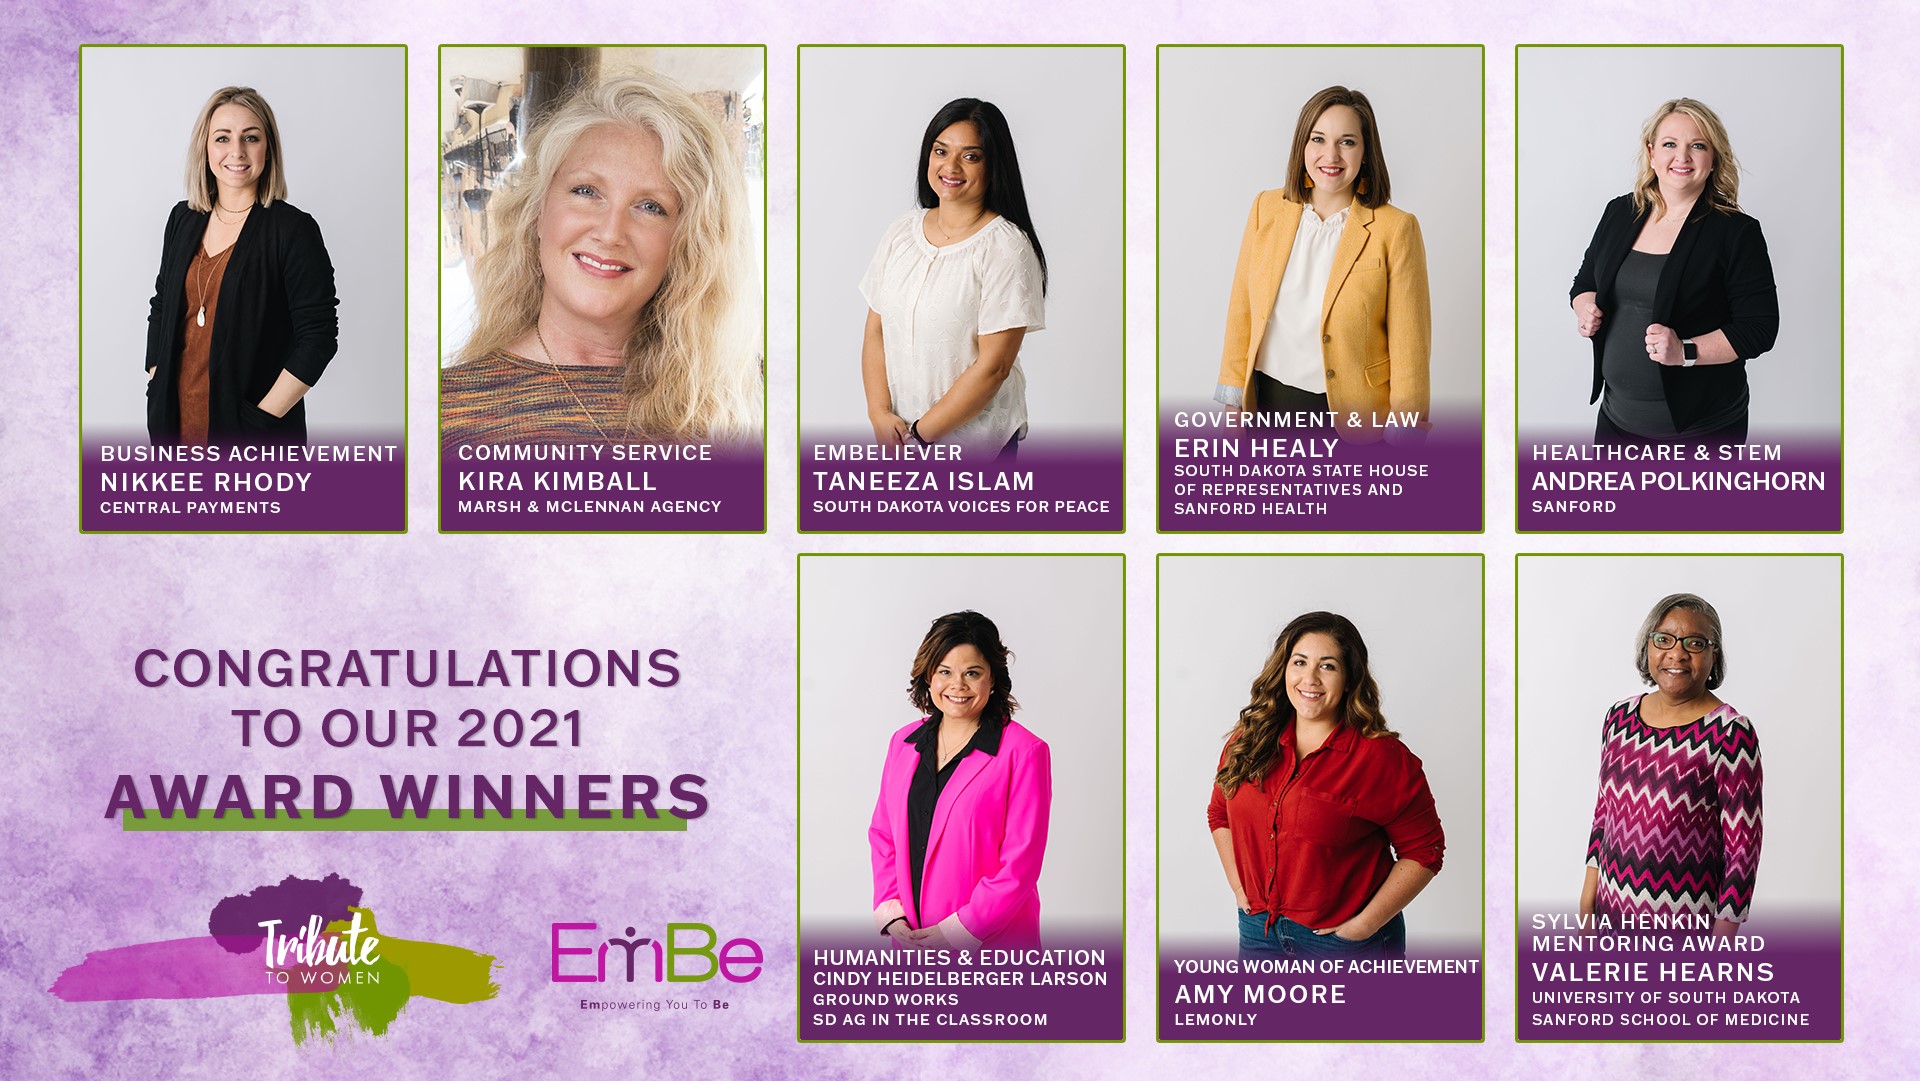 BUSINESS ACHIEVEMENT
NIKKEE RHODY
CENTRAL PAYMENTS
COMMUNITY SERVICE
KIRA KIMBALL
MARSH & MCLENNAN AGENCY
EMBELIEVER
TANEEZA ISLAM
SOUTH DAKOTA VOICES FOR PEACE
GOVERNMENT & LAW
ERIN HEALY
SOUTH DAKOTA STATE HOUSE
OF REPRESENTATIVES AND
SANFORD HEALTH
HEALTHCARE & STEM
ANDREA POLKINGHORN
SANFORD
CONGRATULATIONS
TO OUR 2021
AWARD WINNERS
Tribute
TO WOMEN
EmBe
Empowering You To Be
HUMANITIES & EDUCATION
CINDY HEIDELBERGER LARSON
GROUND WORKS
SD AG IN THE CLASSROOM
YOUNG WOMAN OF ACHIEVEMENT
AMY MOORE
LEMONLY
SYLVIA HENKIN
MENTORING AWARD
VALERIE HEARNS
UNIVERSITY OF SOUTH DAKOTA
SANFORD SCHOOL OF MEDICINE